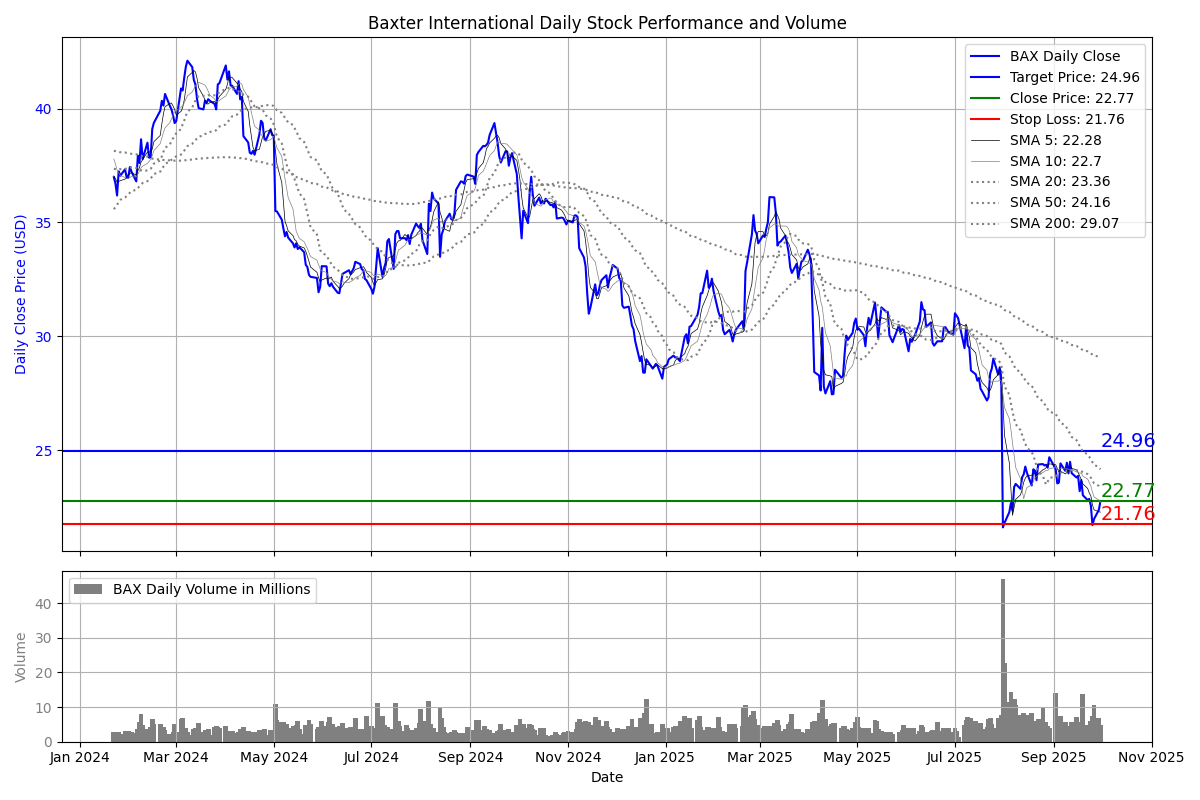 Baxter International Daily Stock Performance and Volume
BAX Daily Close
Target Price: 24.96
Close Price: 22.77
Stop Loss: 21.76
SMA 5: 22.28
SMA 10: 22.7
SMA 20: 23.36
SMA 50: 24.16
SMA 200: 29.07
Daily Close Price (USD)
40
35
30
25
24.96
22.77
21.76
BAX Daily Volume in Millions
Volume
40
30
20
10
0
Jan 2024 Mar 2024 May 2024 Jul 2024 Sep 2024 Nov 2024 Jan 2025 Mar 2025 May 2025 Jul 2025 Sep 2025 Nov 2025
Date